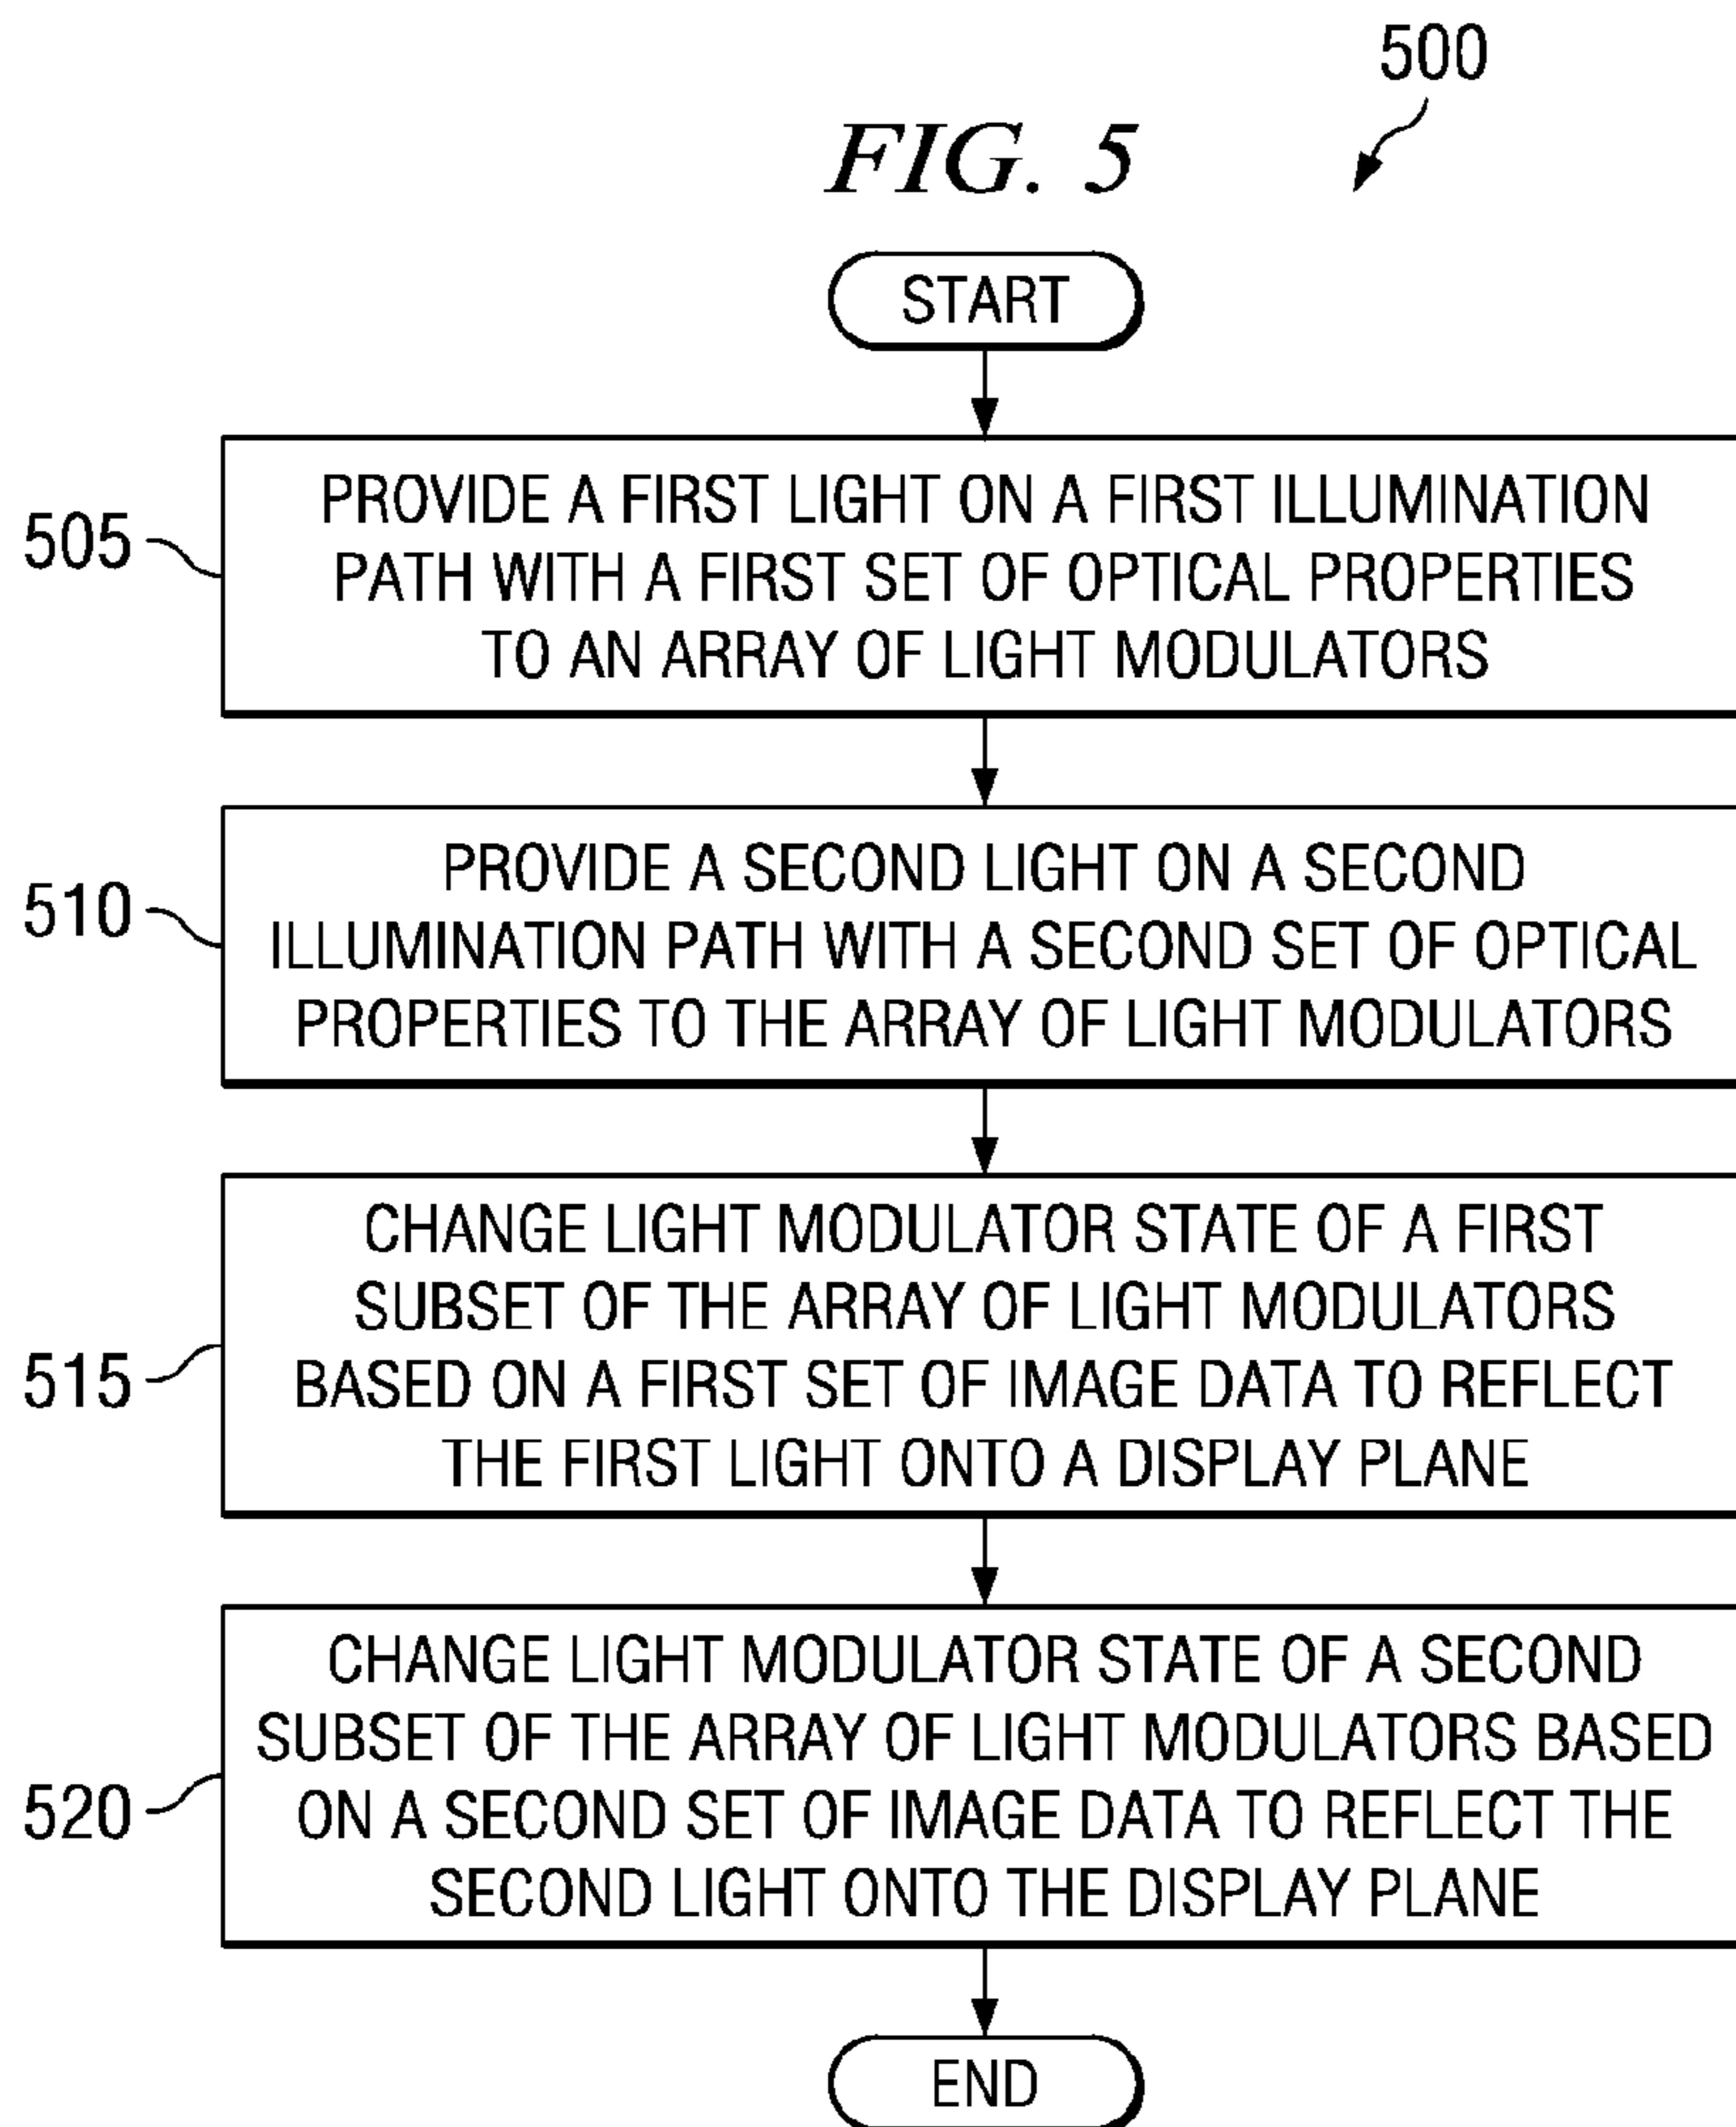 500
FIG. 5
START
505
PROVIDE A FIRST LIGHT ON A FIRST ILLUMINATION
PATH WITH A FIRST SET OF OPTICAL PROPERTIES
TO AN ARRAY OF LIGHT MODULATORS
510
PROVIDE A SECOND LIGHT ON A SECOND
ILLUMINATION PATH WITH A SECOND SET OF OPTICAL
PROPERTIES TO THE ARRAY OF LIGHT MODULATORS
515
CHANGE LIGHT MODULATOR STATE OF A FIRST
SUBSET OF THE ARRAY OF LIGHT MODULATORS
BASED ON A FIRST SET OF IMAGE DATA TO REFLECT
THE FIRST LIGHT ONTO A DISPLAY PLANE
520
CHANGE LIGHT MODULATOR STATE OF A SECOND
SUBSET OF THE ARRAY OF LIGHT MODULATORS BASED
ON A SECOND SET OF IMAGE DATA TO REFLECT THE
SECOND LIGHT ONTO THE DISPLAY PLANE
END